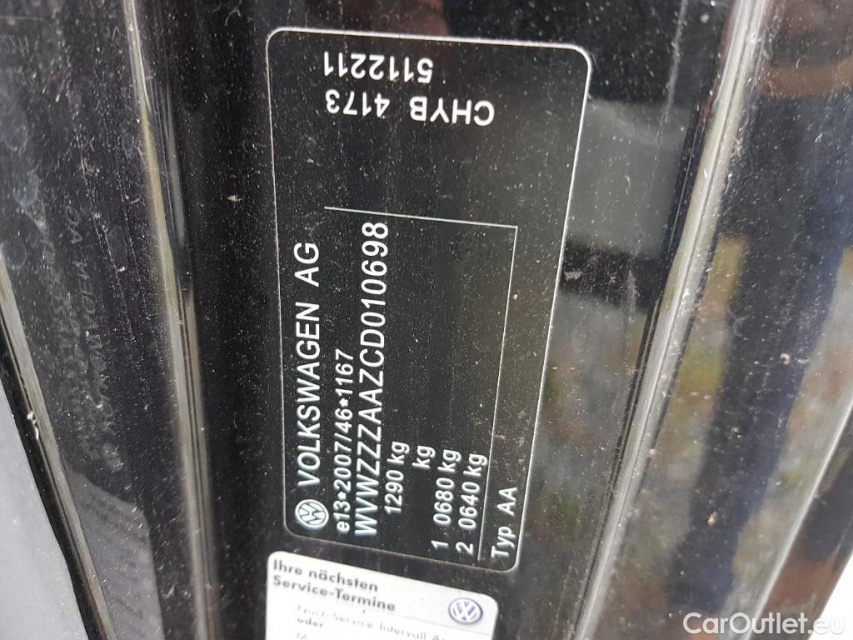 VOLKSWAGEN AG
e13*2007/46*1167
WVWZZZAAZCD010698
1290 kg
kg
1 0680 kg
2 0640 kg
Typ AA
CHYB 4173
5112211
Ihre nächsten
Service-Termine
oder
CarOutlet.eu